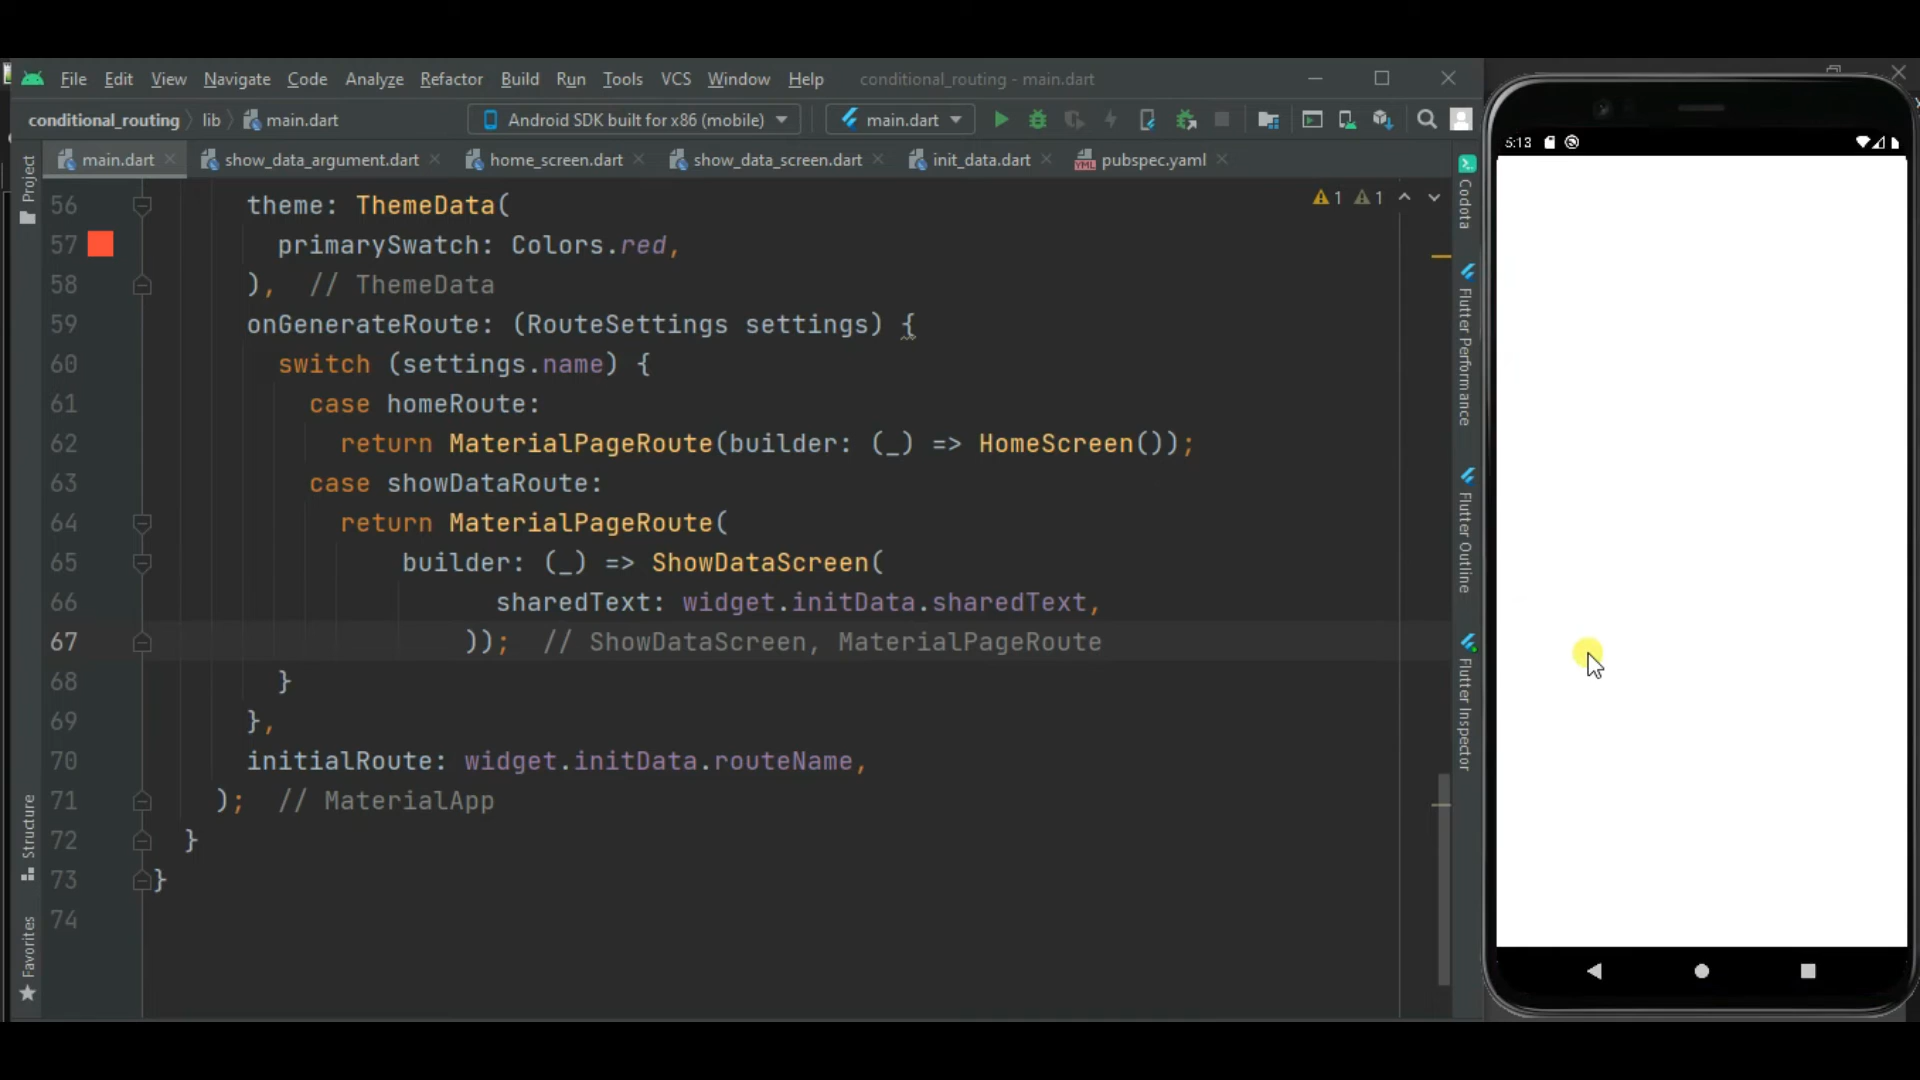 File Edit View Navigate Code Analyze Refactor Build Run Tools VCS Window Help conditional_routing - main.dart
conditional_routing lib main.dart Android SDK built for x86 (mobile) main.dart
main.dart show_data_argument.dart home_screen.dart show_data_screen.dart init_data.dart pubspec.yaml
56 theme: ThemeData(
57 primarySwatch: Colors.red,
58 ), // ThemeData
59 onGenerateRoute: (RouteSettings settings) {
60 switch (settings.name) {
61 case homeRoute:
62 return MaterialPageRoute(builder: (_) => HomeScreen());
63 case showDataRoute:
64 return MaterialPageRoute(
65 builder: (_) => ShowDataScreen(
66 sharedText: widget.initData.sharedText,
67 )); // ShowDataScreen, MaterialPageRoute
68 }
69 },
70 initialRoute: widget.initData.routeName,
71 ); // MaterialApp
72 }
73 }
74
1 1
Project
Structure
Favorites
Codota
Flutter Performance
Flutter Outline
Flutter Inspector
YML
5:13